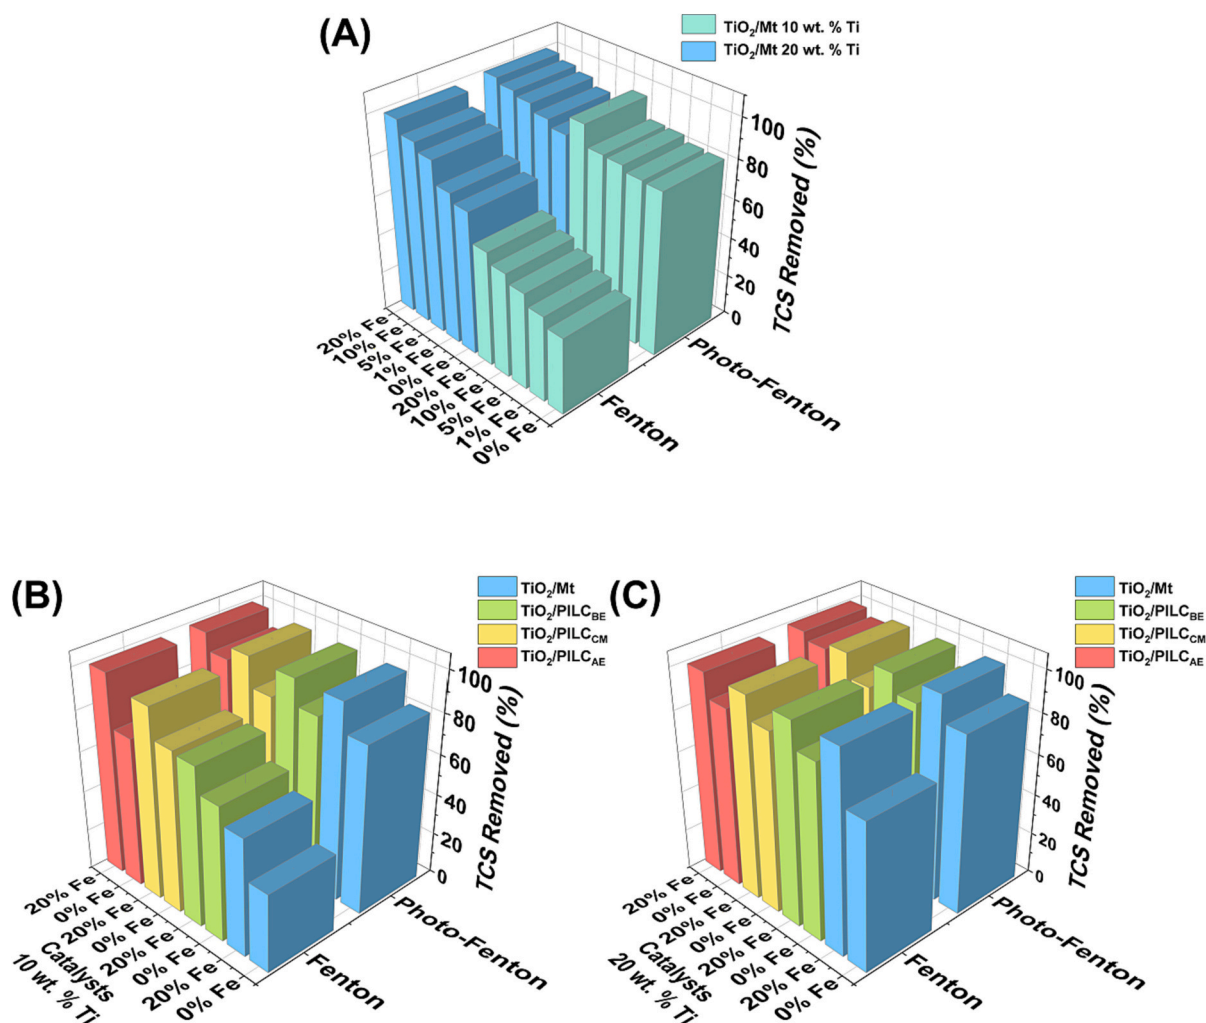 (A)
TiO2/Mt 10 wt. % Ti
TiO2/Mt 20 wt. % Ti
100
80
60
40
20
0
TCS Removed (%)
20% Fe
10% Fe
5% Fe
1% Fe
0% Fe
20% Fe
10% Fe
5% Fe
1% Fe
0% Fe
Fenton
Photo-Fenton
(B)
TiO2/Mt
TiO2/PILCBE
TiO2/PILCCM
TiO2/PILCAE
100
80
60
40
20
0
TCS Removed (%)
20% Fe
0% Fe
20% Fe
0% Fe
20% Fe
0% Fe
20% Fe
0% Fe
Catalysts
10 wt. % Ti
Fenton
Photo-Fenton
(C)
TiO2/Mt
TiO2/PILCBE
TiO2/PILCCM
TiO2/PILCAE
100
80
60
40
20
0
TCS Removed (%)
20% Fe
0% Fe
20% Fe
0% Fe
20% Fe
0% Fe
20% Fe
0% Fe
Catalysts
20 wt. % Ti
Fenton
Photo-Fenton